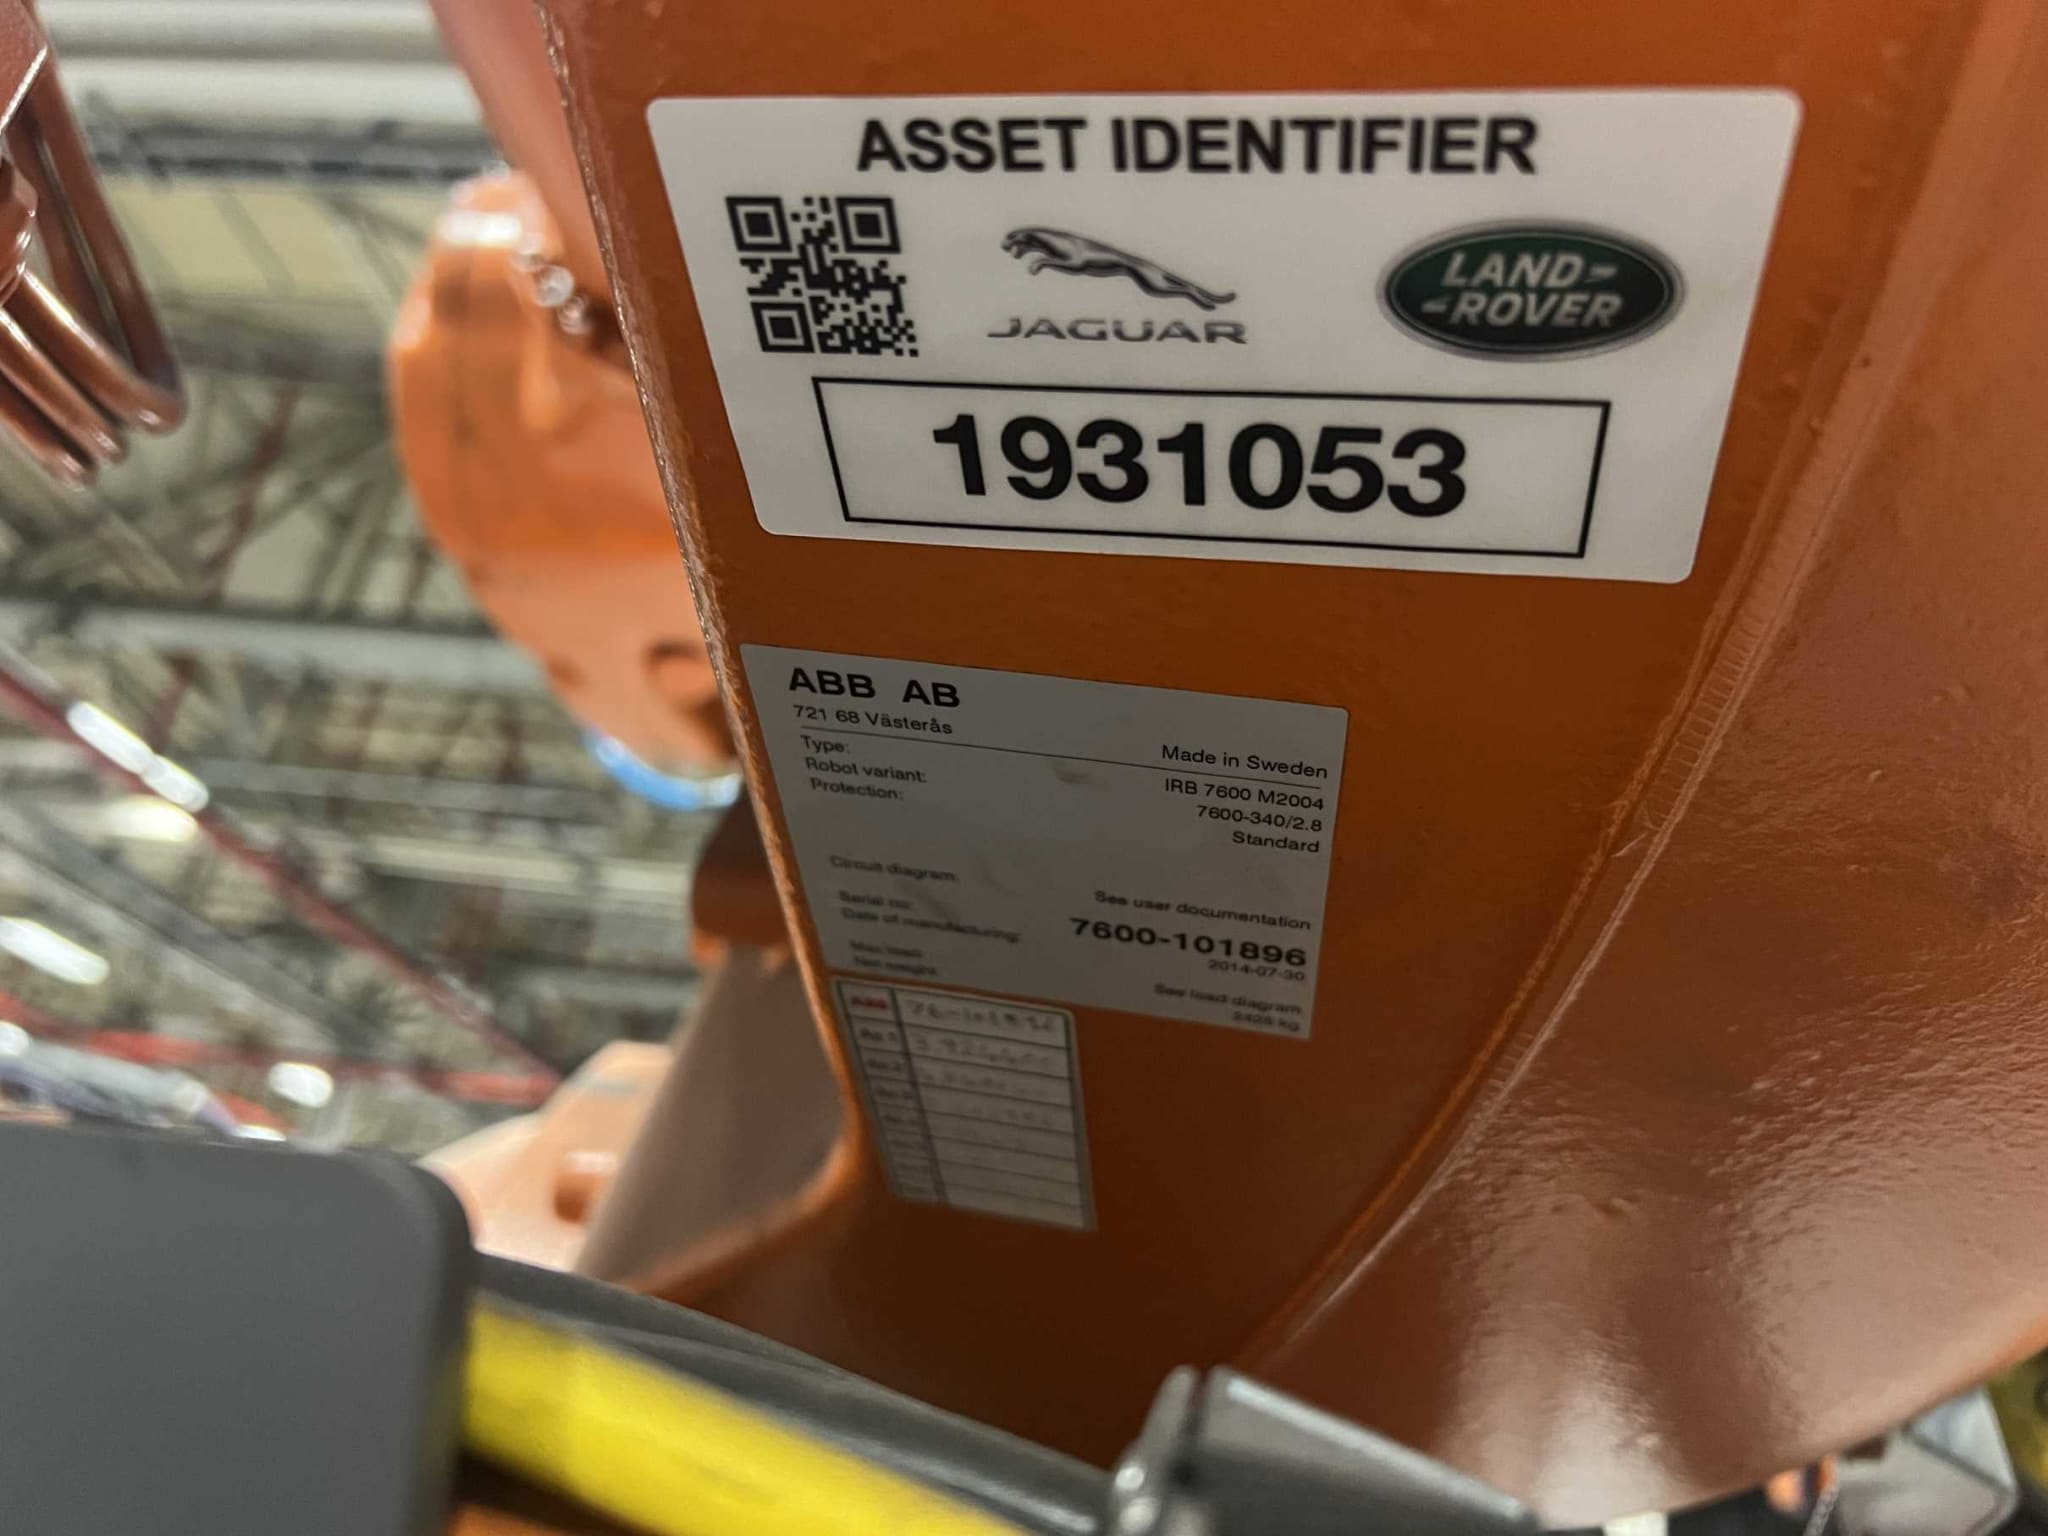 ASSET IDENTIFIER
JAGUAR
LAND
ROVER
1931053
ABB AB
721 68 Västerås
Made in Sweden
Type: IRB 7600 M2004
Robot variant: 7600-340/2.8
Protection: Standard
Circuit diagram: See user documentation
Serial no: 7600-101896
Date of manufacturing: 2014-07-30
Max load: See load diagram
Net weight:
ABB